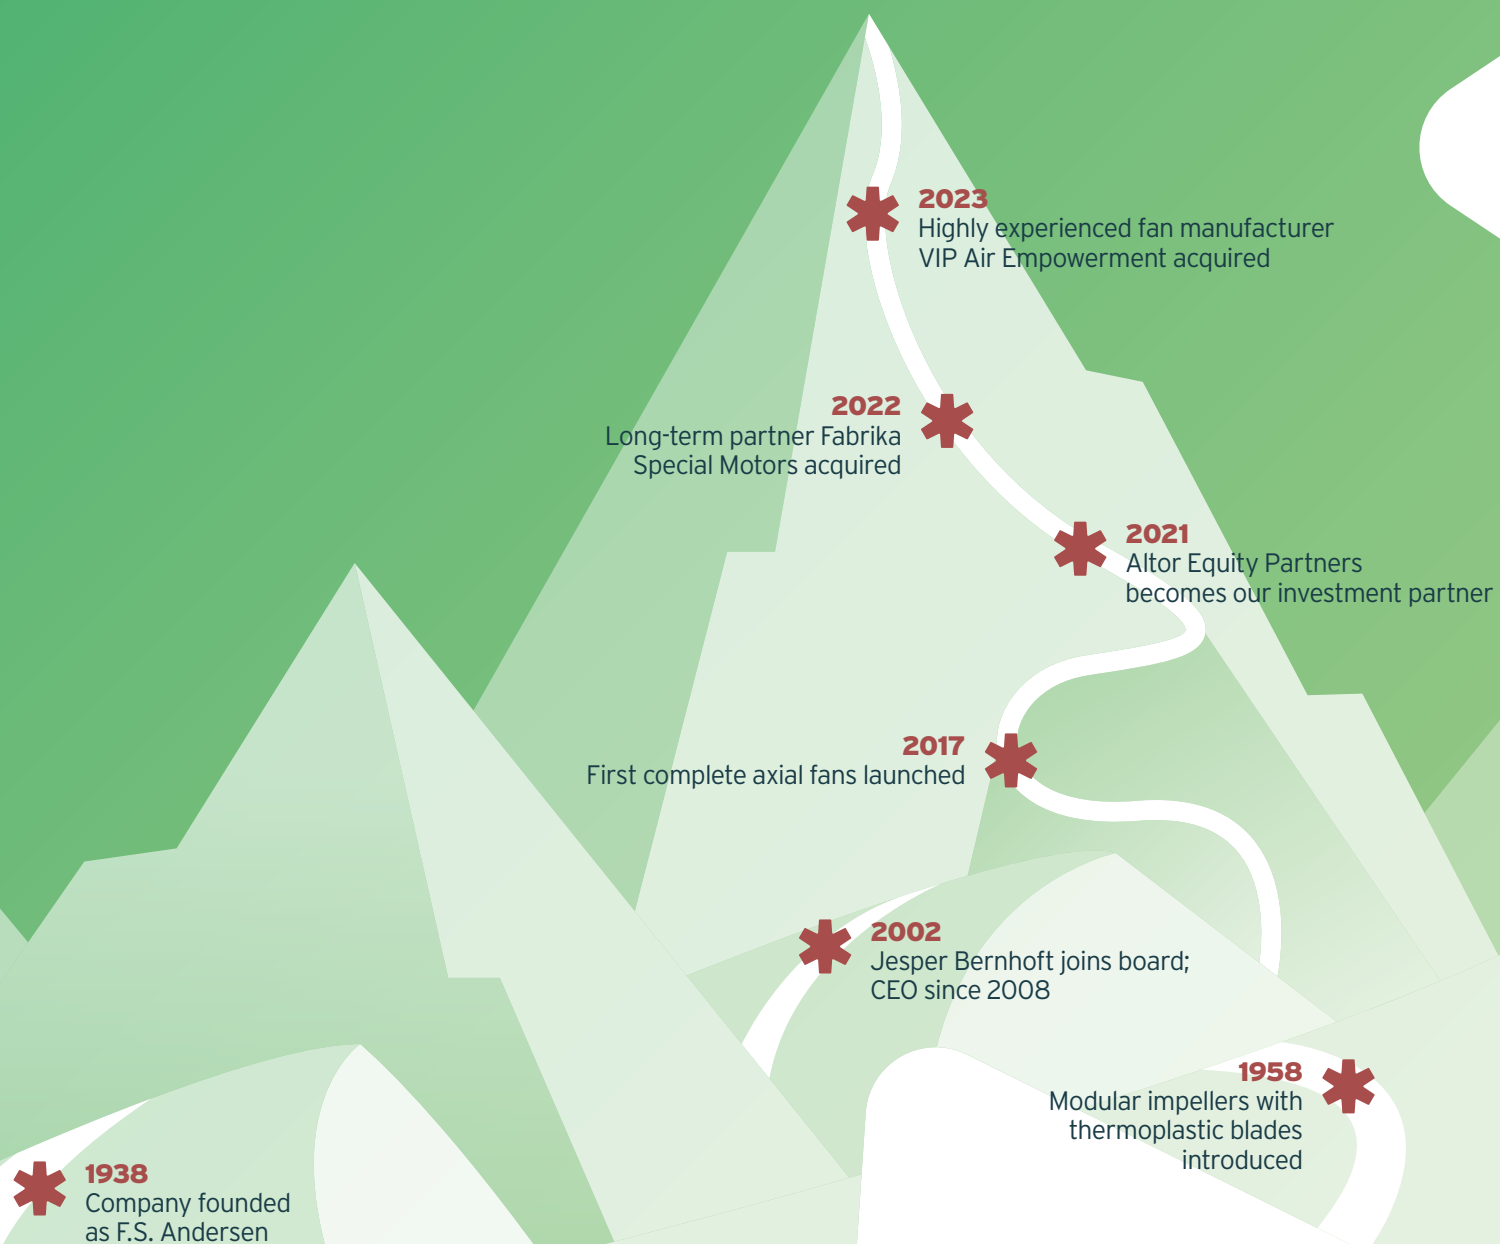 2023
Highly experienced fan manufacturer
VIP Air Empowerment acquired
2022
Long-term partner Fabrika
Special Motors acquired
2021
Altor Equity Partners
becomes our investment partner
2017
First complete axial fans launched
2002
Jesper Bernhoft joins board;
CEO since 2008
1958
Modular impellers with
thermoplastic blades
introduced
1938
Company founded
as F.S. Andersen